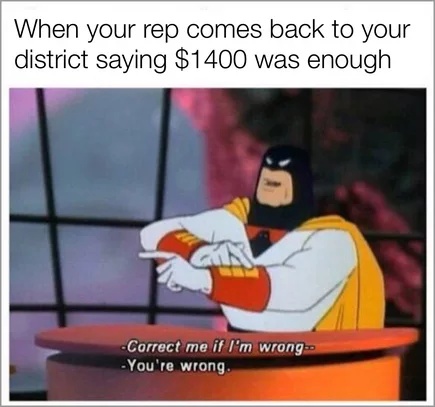 When your rep comes back to your
district saying $1400 was enough
-Correct me if I'm wrong--
-You're wrong.